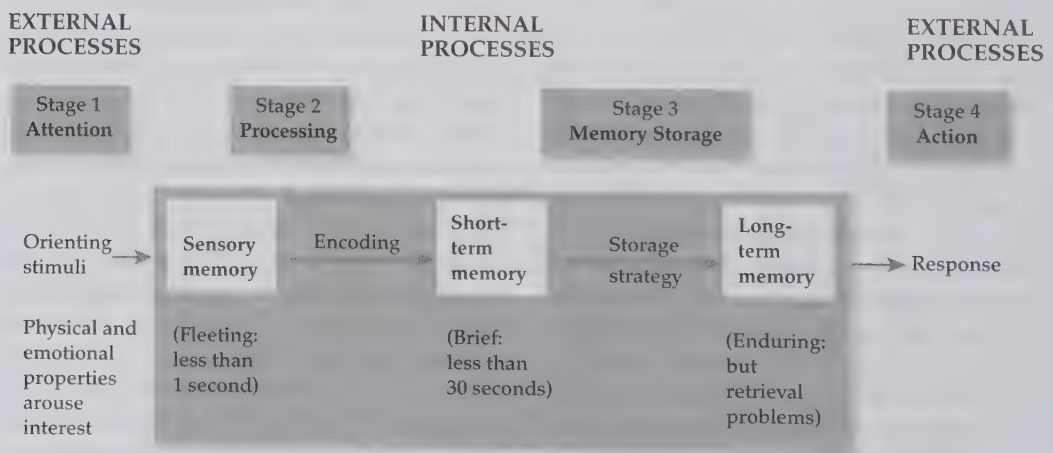 EXTERNAL
PROCESSES
INTERNAL
PROCESSES
EXTERNAL
PROCESSES
Stage 1
Attention
Stage 2
Processing
Stage 3
Memory Storage
Stage 4
Action
Orienting
stimuli
Sensory
memory
Encoding
Short-
term
memory
Storage
strategy
Long-
term
memory
Response
Physical and
emotional
properties
arouse
interest
(Fleeting:
less than
1 second)
(Brief:
less than
30 seconds)
(Enduring:
but
retrieval
problems)